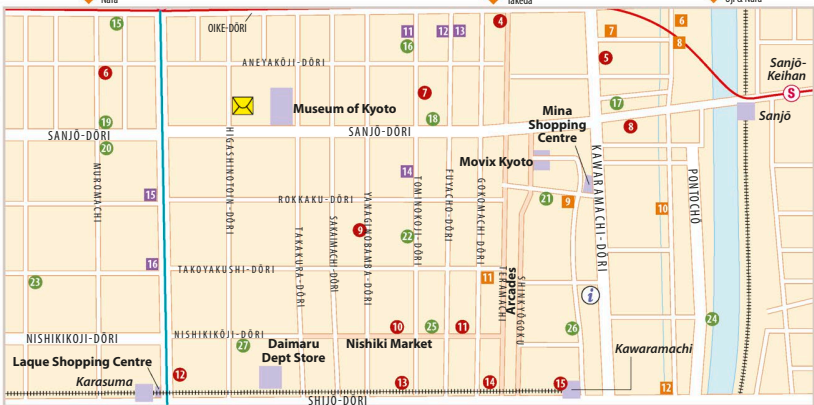 Nara
Takeda
Uji & Nara
15
OIKE-DŌRI
11
12
13
4
6
7
8
16
5
ANEYAKŌJI-DŌRI
6
Sanjō-
Keihan
S
7
17
Museum of Kyoto
Mina
Shopping
Centre
Sanjō
19
18
8
SANJŌ-DŌRI
SANJŌ-DŌRI
20
HIGASHINOTOIN-DŌRI
MUROMACHI
Movix Kyoto
KAWARAMACHI-DŌRI
PONTOCHŌ
14
15
ROKKAKU-DŌRI
YANAGINOBAMBA-DŌRI
TOMINOKOJI-DŌRI
FUYACHO-DŌRI
GOKOMACHI DŌRI
21
9
10
SAKAIMACHI-DŌRI
TAKAKURA-DŌRI
9
22
16
TAKOYAKUSHI-DŌRI
23
11
TERAMACHI
Arcades
SHINKYŌGOKU
i
24
NISHIKIKOJI-DŌRI
NISHIKIKŌJI-DŌRI
10
25
11
26
27
Daimaru
Dept Store
Nishiki Market
Kawaramachi
Laque Shopping Centre
Karasuma
12
13
14
15
12
SHIJŌ-DŌRI